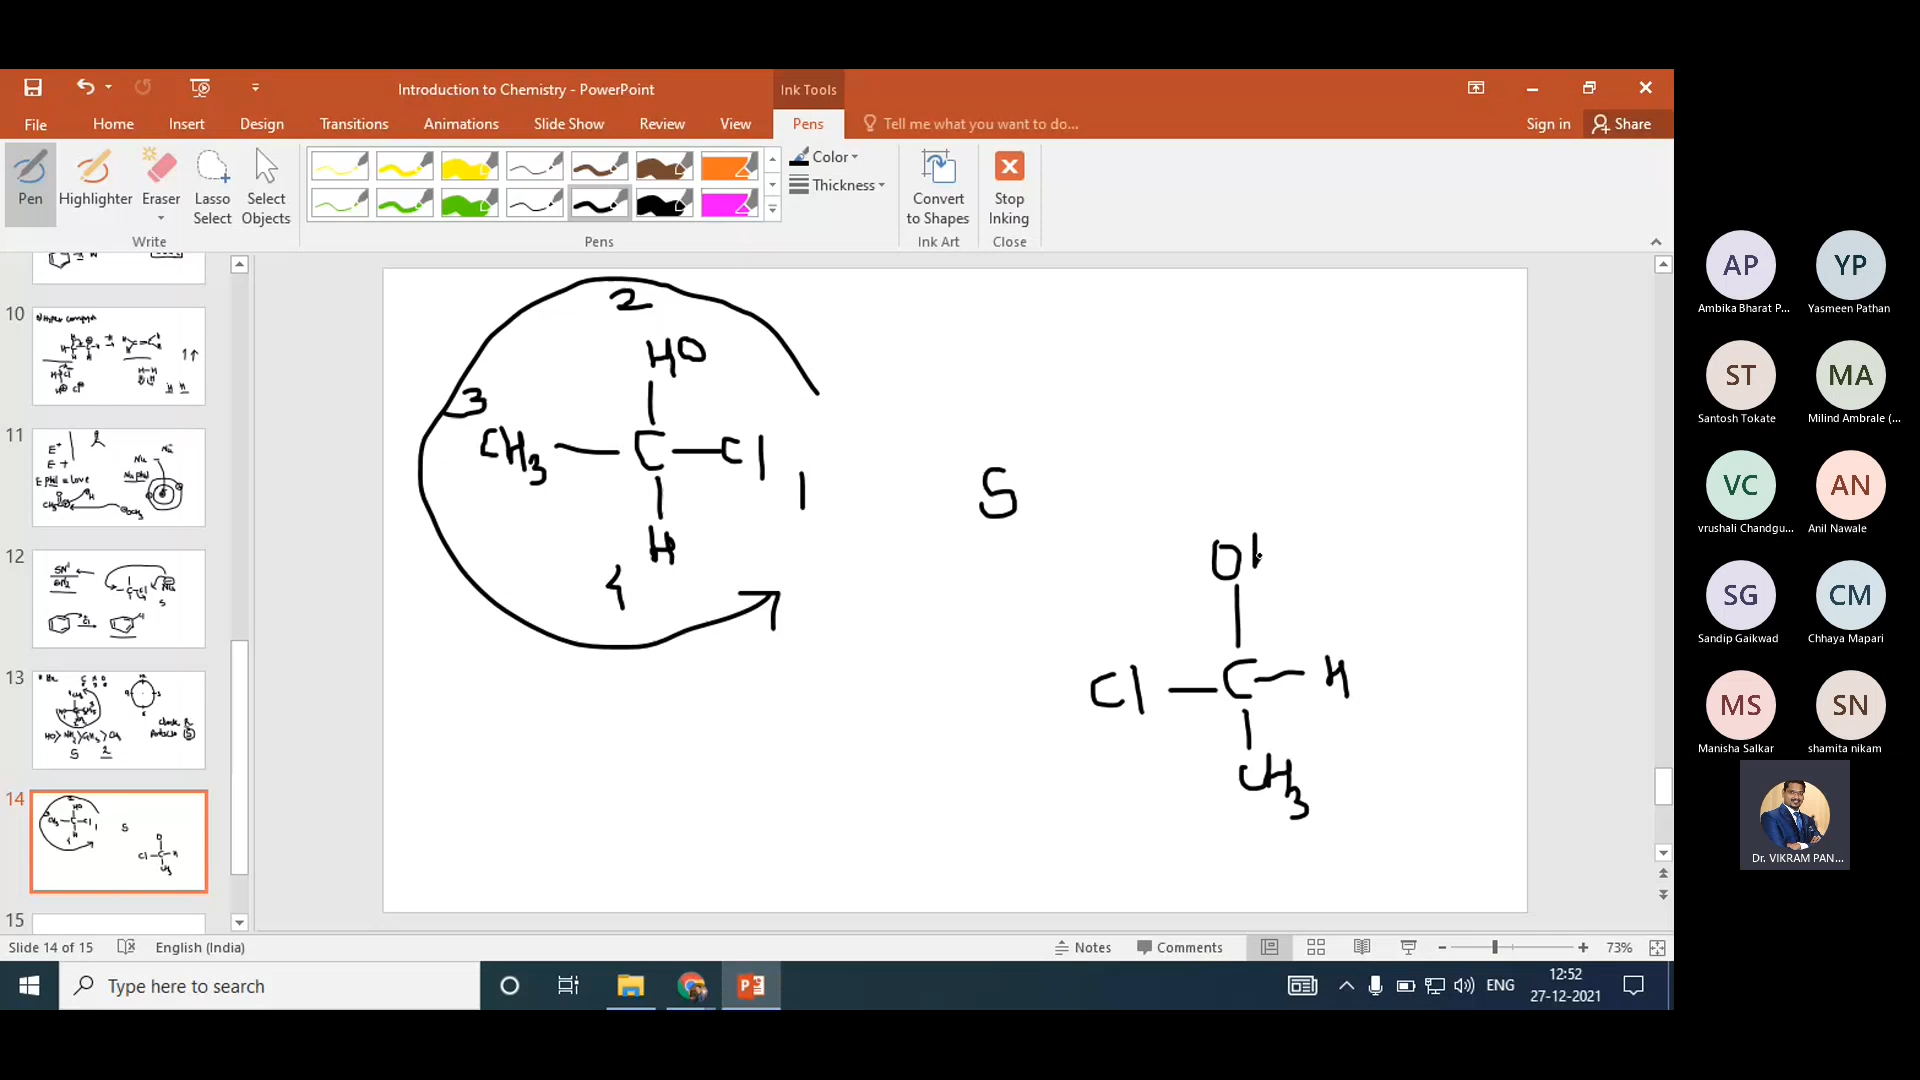 Introduction to Chemistry - PowerPoint
Ink Tools
File
Home
Insert
Design
Transitions
Animations
Slide Show
Review
View
Pens
Tell me what you want to do...
Sign in
Share
Pen
Highlighter
Eraser
Lasso
Select
Select
Objects
Write
Pens
Color
Thickness
Convert
to Shapes
Ink Art
Stop
Inking
Close
10
11
12
13
14
15
2
HO
3
CH3
C
Cl
1
H
4
S
O
Cl
C
H
CH3
AP
Ambika Bharat P...
YP
Yasmeen Pathan
ST
Santosh Tokate
MA
Milind Ambrale (...
VC
vrushali Chandgu...
AN
Anil Nawale
SG
Sandip Gaikwad
CM
Chhaya Mapari
MS
Manisha Salkar
SN
shamita nikam
Dr. VIKRAM PAN...
Slide 14 of 15
English (India)
Notes
Comments
73%
Type here to search
ENG
12:52
27-12-2021